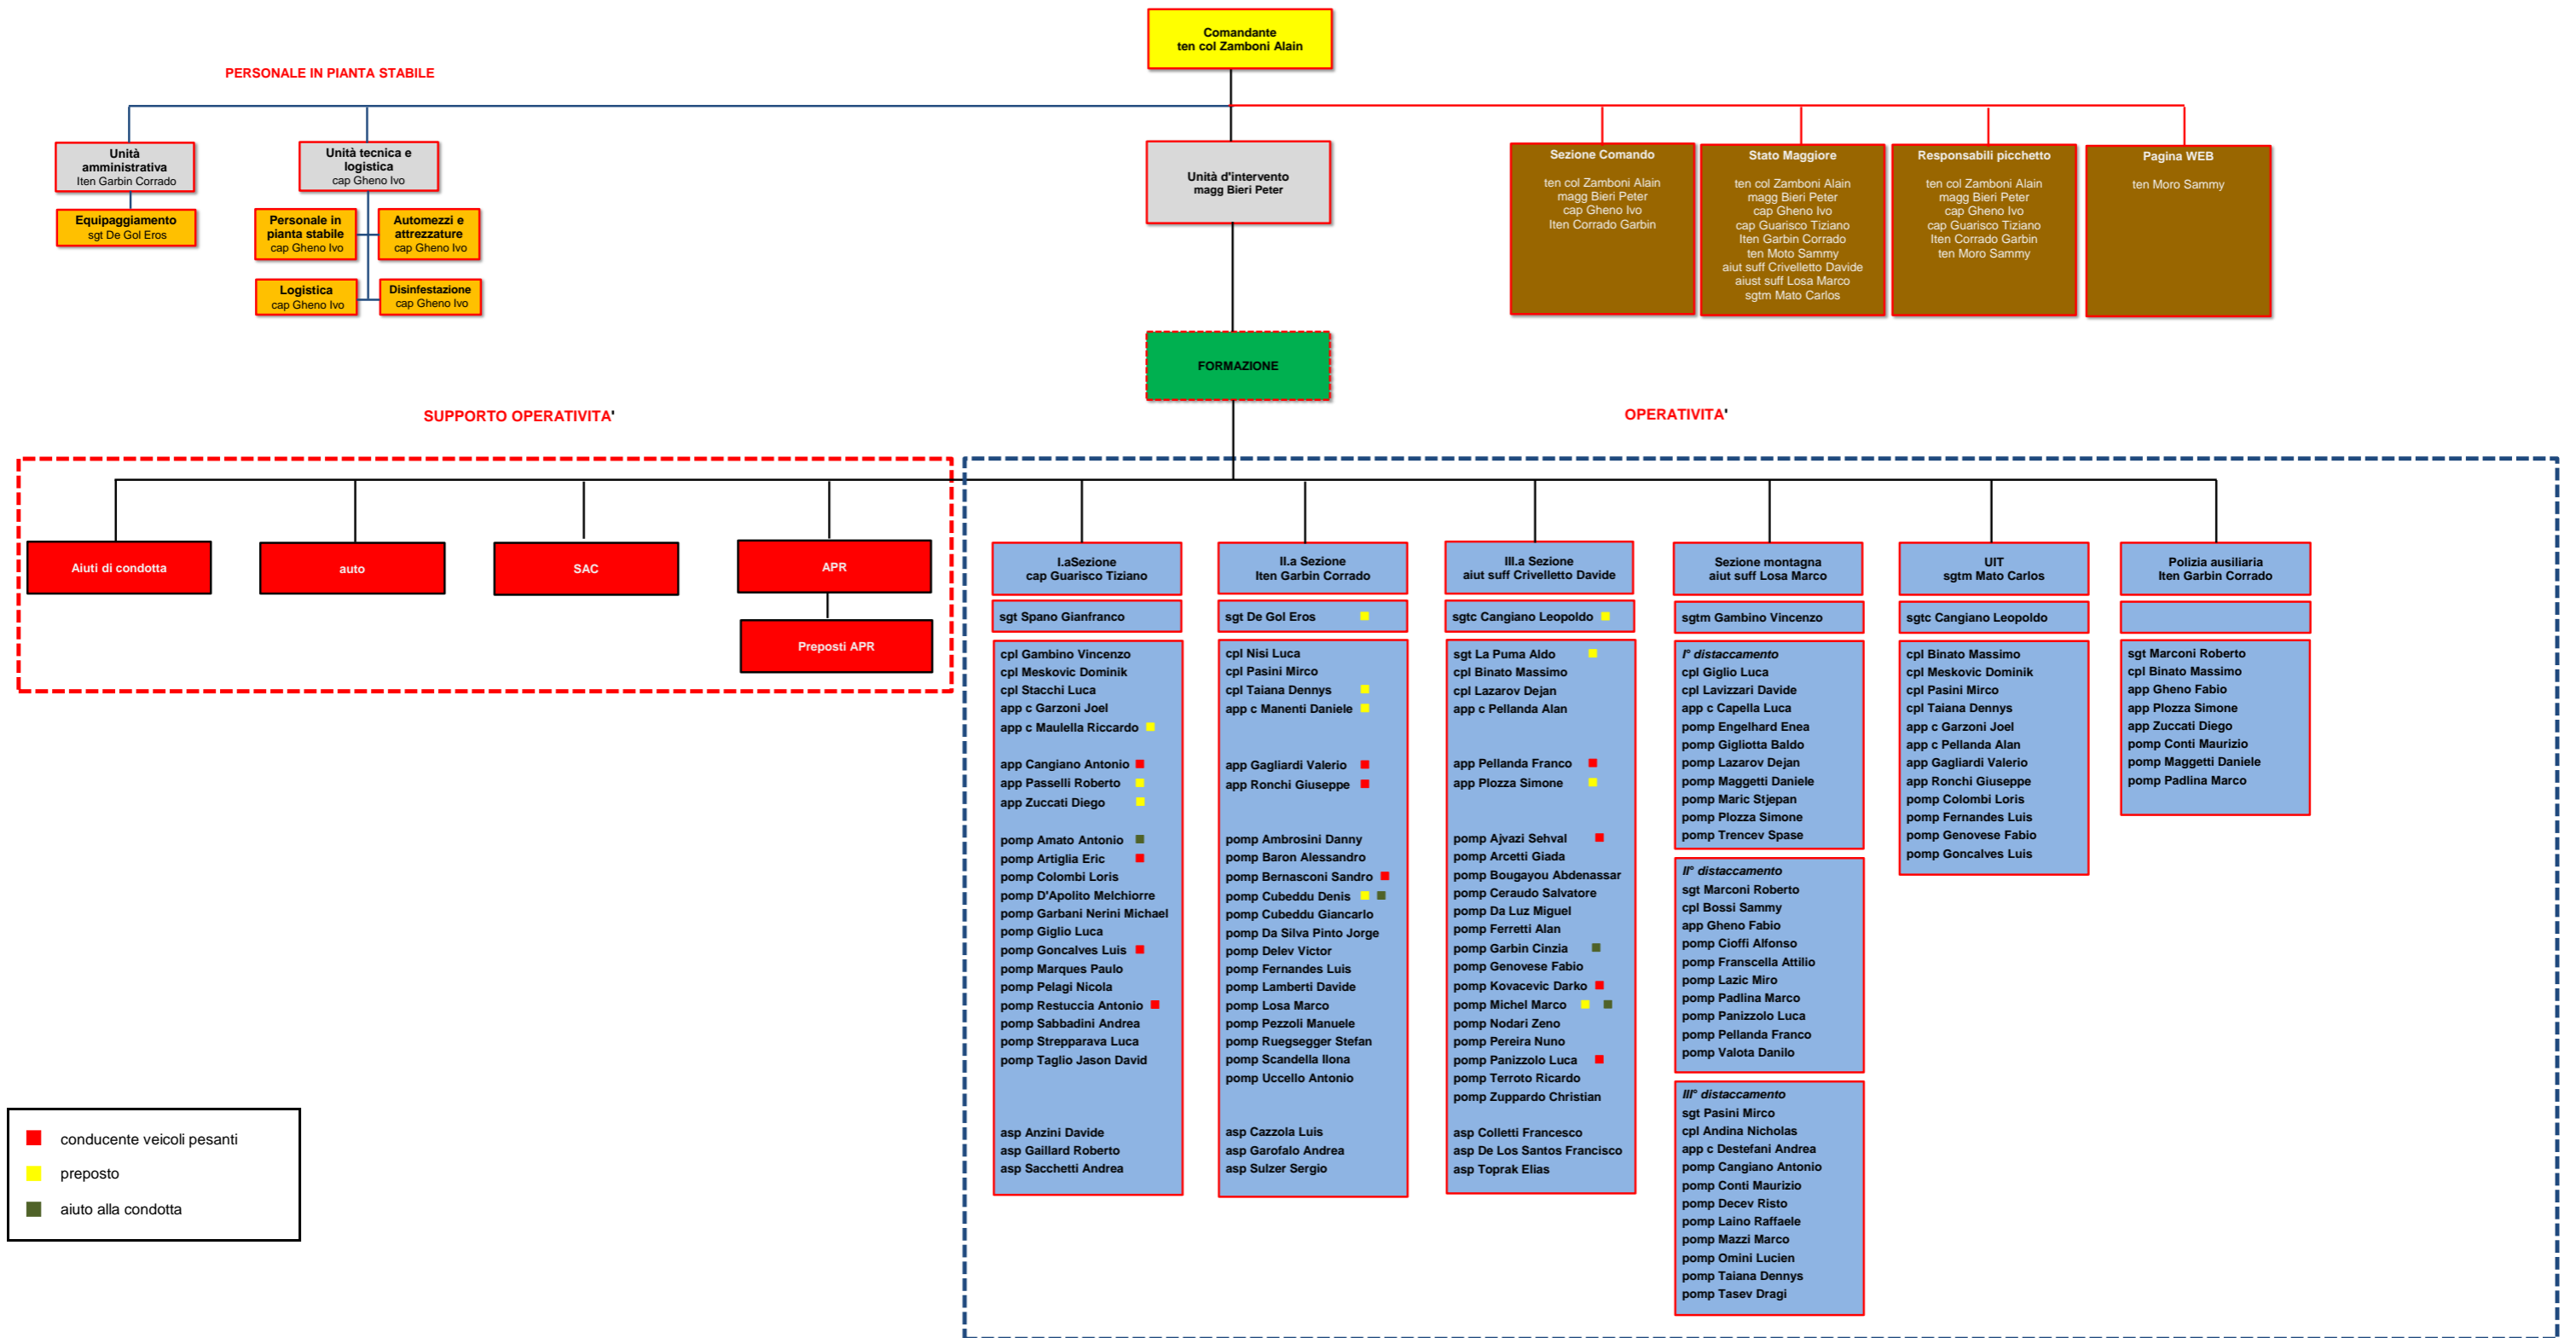 Comandante
ten col Zamboni Alain
PERSONALE IN PIANTA STABILE
Unità
amministrativa
Iten Garbin Corrado
Equipaggiamento
sgt De Gol Eros
Unità tecnica e
logistica
cap Gheno Ivo
Personale in
pianta stabile
cap Gheno Ivo
Automezzi e
attrezzature
cap Gheno Ivo
Logistica
cap Gheno Ivo
Disinfestazione
cap Gheno Ivo
Unità d'intervento
magg Bieri Peter
Sezione Comando
ten col Zamboni Alain
magg Bieri Peter
cap Gheno Ivo
Iten Corrado Garbin
Stato Maggiore
ten col Zamboni Alain
magg Bieri Peter
cap Gheno Ivo
cap Guarisco Tiziano
Iten Garbin Corrado
ten Moto Sammy
aiut suff Crivelletto Davide
aiust suff Losa Marco
sgtm Mato Carlos
Responsabili picchetto
ten col Zamboni Alain
magg Bieri Peter
cap Gheno Ivo
cap Guarisco Tiziano
Iten Corrado Garbin
ten Moro Sammy
Pagina WEB
ten Moro Sammy
FORMAZIONE
SUPPORTO OPERATIVITA'
OPERATIVITA'
Aiuti di condotta
auto
SAC
APR
Preposti APR
I.aSezione
cap Guarisco Tiziano
sgt Spano Gianfranco
cpl Gambino Vincenzo
cpl Meskovic Dominik
cpl Stacchi Luca
app c Garzoni Joel
app c Maulella Riccardo
app Cangiano Antonio
app Passelli Roberto
app Zuccati Diego
pomp Amato Antonio
pomp Artiglia Eric
pomp Colombi Loris
pomp D'Apolito Melchiorre
pomp Garbani Nerini Michael
pomp Giglio Luca
pomp Goncalves Luis
pomp Marques Paulo
pomp Pelagi Nicola
pomp Restuccia Antonio
pomp Sabbadini Andrea
pomp Strepparava Luca
pomp Taglio Jason David
asp Anzini Davide
asp Gaillard Roberto
asp Sacchetti Andrea
II.a Sezione
Iten Garbin Corrado
sgt De Gol Eros
cpl Nisi Luca
cpl Pasini Mirco
cpl Taiana Dennys
app c Manenti Daniele
app Gagliardi Valerio
app Ronchi Giuseppe
pomp Ambrosini Danny
pomp Baron Alessandro
pomp Bernasconi Sandro
pomp Cubeddu Denis
pomp Cubeddu Giancarlo
pomp Da Silva Pinto Jorge
pomp Delev Victor
pomp Fernandes Luis
pomp Lamberti Davide
pomp Losa Marco
pomp Pezzoli Manuele
pomp Ruegsegger Stefan
pomp Scandella Ilona
pomp Uccello Antonio
asp Cazzola Luis
asp Garofalo Andrea
asp Sulzer Sergio
III.a Sezione
aiut suff Crivelletto Davide
sgtc Cangiano Leopoldo
sgt La Puma Aldo
cpl Binato Massimo
cpl Lazarov Dejan
app c Pellanda Alan
app Pellanda Franco
app Plozza Simone
pomp Ajvazi Sehval
pomp Arcetti Giada
pomp Bougayou Abdenassar
pomp Ceraudo Salvatore
pomp Da Luz Miguel
pomp Ferretti Alan
pomp Garbin Cinzia
pomp Genovese Fabio
pomp Kovacevic Darko
pomp Michel Marco
pomp Nodari Zeno
pomp Pereira Nuno
pomp Panizzolo Luca
pomp Terroto Ricardo
pomp Zuppardo Christian
asp Colletti Francesco
asp De Los Santos Francisco
asp Toprak Elias
Sezione montagna
aiut suff Losa Marco
sgtm Gambino Vincenzo
I° distaccamento
cpl Giglio Luca
cpl Lavizzari Davide
app c Capella Luca
pomp Engelhard Enea
pomp Gigliotta Baldo
pomp Lazarov Dejan
pomp Maggetti Daniele
pomp Maric Stjepan
pomp Plozza Simone
pomp Trencev Spase
II° distaccamento
sgt Marconi Roberto
cpl Bossi Sammy
app Gheno Fabio
pomp Cioffi Alfonso
pomp Franscella Attilio
pomp Lazic Miro
pomp Padlina Marco
pomp Panizzolo Luca
pomp Pellanda Franco
pomp Valota Danilo
III° distaccamento
sgt Pasini Mirco
cpl Andina Nicholas
app c Destefani Andrea
pomp Cangiano Antonio
pomp Conti Maurizio
pomp Decev Risto
pomp Laino Raffaele
pomp Mazzi Marco
pomp Omini Lucien
pomp Taiana Dennys
pomp Tasev Dragi
UIT
sgtm Mato Carlos
sgtc Cangiano Leopoldo
cpl Binato Massimo
cpl Meskovic Dominik
cpl Pasini Mirco
cpl Taiana Dennys
app c Garzoni Joel
app c Pellanda Alan
app Gagliardi Valerio
app Ronchi Giuseppe
pomp Colombi Loris
pomp Fernandes Luis
pomp Genovese Fabio
pomp Goncalves Luis
Polizia ausiliaria
Iten Garbin Corrado
sgt Marconi Roberto
cpl Binato Massimo
app Gheno Fabio
app Plozza Simone
app Zuccati Diego
pomp Conti Maurizio
pomp Maggetti Daniele
pomp Padlina Marco
conducente veicoli pesanti
preposto
aiuto alla condotta